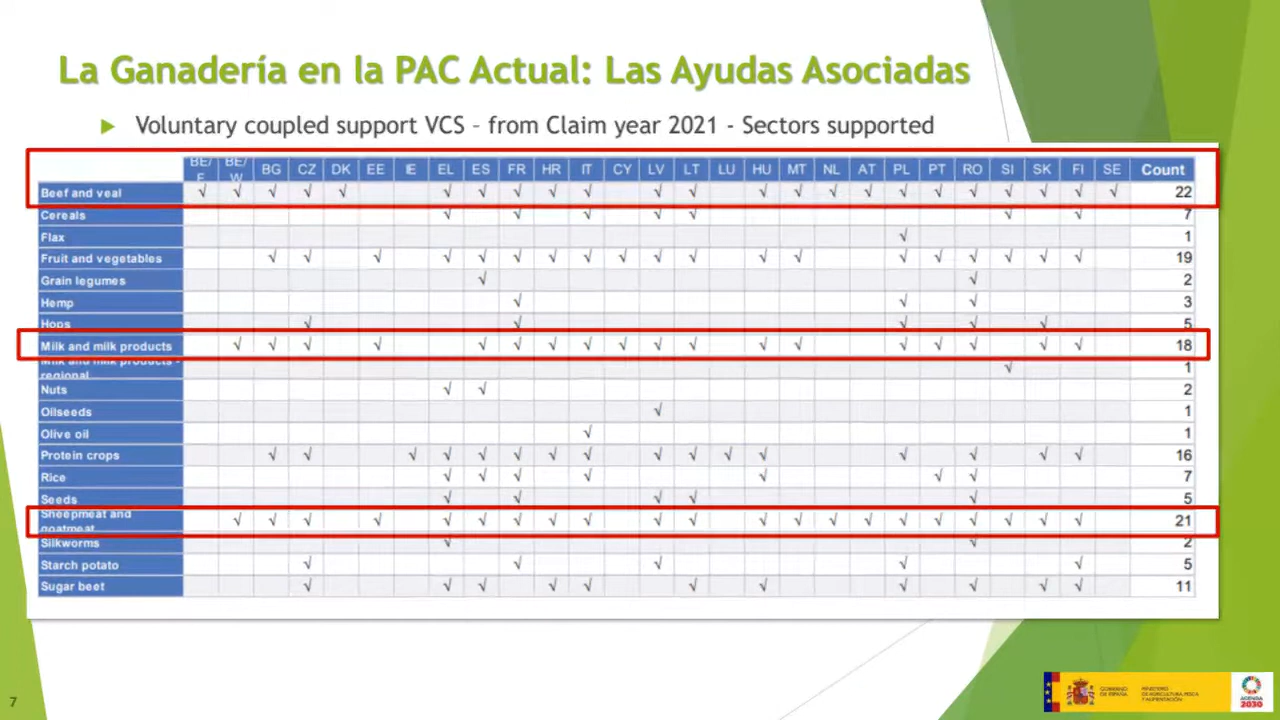 La Ganadería en la PAC Actual: Las Ayudas Asociadas
Voluntary coupled support VCS – from Claim year 2021 - Sectors supported
BE/F BE/W BG CZ DK EE IE EL ES FR HR IT CY LV LT LU HU MT NL AT PL PT RO SI SK FI SE Count
Beef and veal √ √ √ √ √ √ √ √ √ √ √ √ √ √ √ √ √ √ √ √ √ √ √ 22
Cereals √ √ √ √ √ √ √ 7
Flax √ 1
Fruit and vegetables √ √ √ √ √ √ √ √ √ √ √ √ √ √ √ √ √ √ √ 19
Grain legumes √ √ 2
Hemp √ √ √ 3
Hops √ √ √ √ √ 5
Milk and milk products √ √ √ √ √ √ √ √ √ √ √ √ √ √ √ √ √ √ 18
Milk and milk products - regional √ 1
Nuts √ √ 2
Oilseeds √ 1
Olive oil √ 1
Protein crops √ √ √ √ √ √ √ √ √ √ √ √ √ √ √ √ 16
Rice √ √ √ √ √ √ √ 7
Seeds √ √ √ √ √ 5
Sheepmeat and goatmeat √ √ √ √ √ √ √ √ √ √ √ √ √ √ √ √ √ √ √ √ √ 21
Silkworms √ √ 2
Starch potato √ √ √ √ √ 5
Sugar beet √ √ √ √ √ √ √ √ √ √ √ 11
7
GOBIERNO DE ESPAÑA
MINISTERIO DE AGRICULTURA, PESCA Y ALIMENTACIÓN
AGENDA 2030